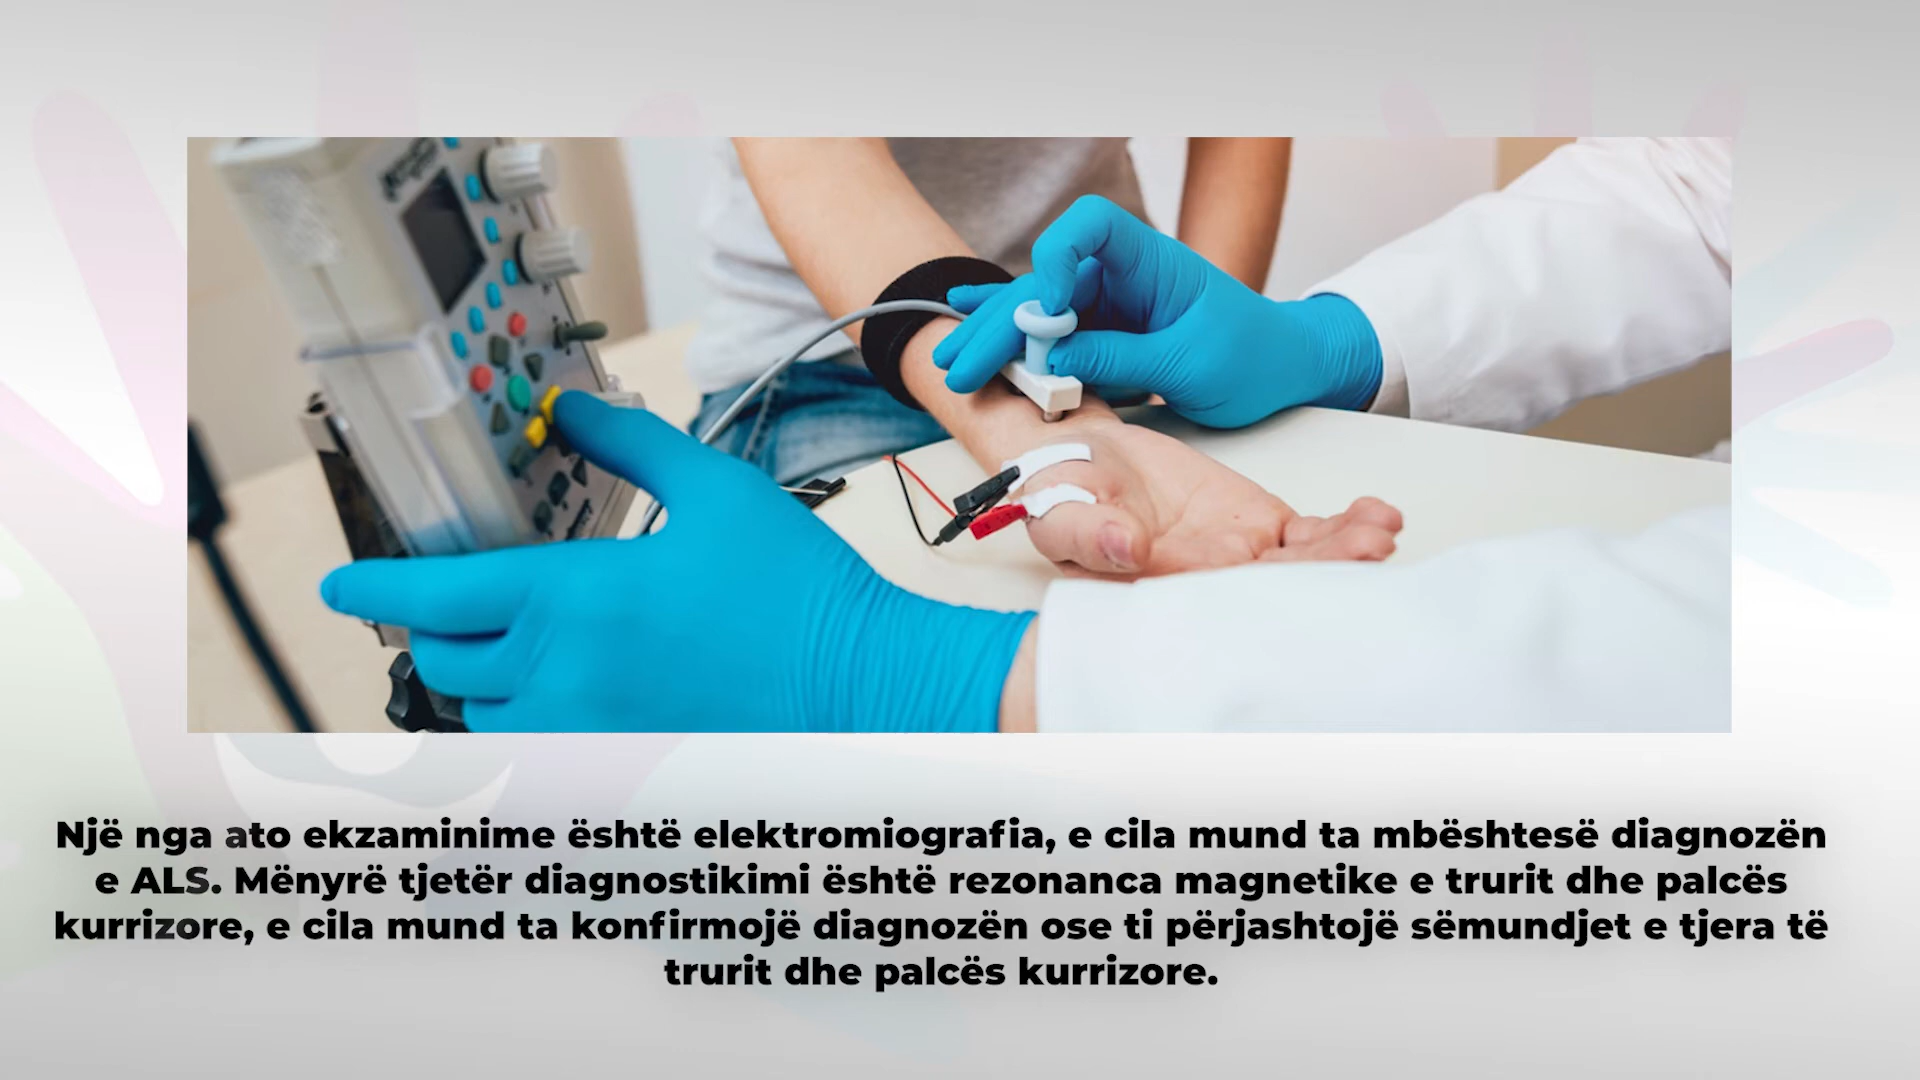 Një nga ato ekzaminime është elektromiografia, e cila mund ta mbështesë diagnozën
e ALS. Mënyrë tjetër diagnostikimi është rezonanca magnetike e trurit dhe palcës
kurrizore, e cila mund ta konfirmojë diagnozën ose ti përjashtojë sëmundjet e tjera të
trurit dhe palcës kurrizore.